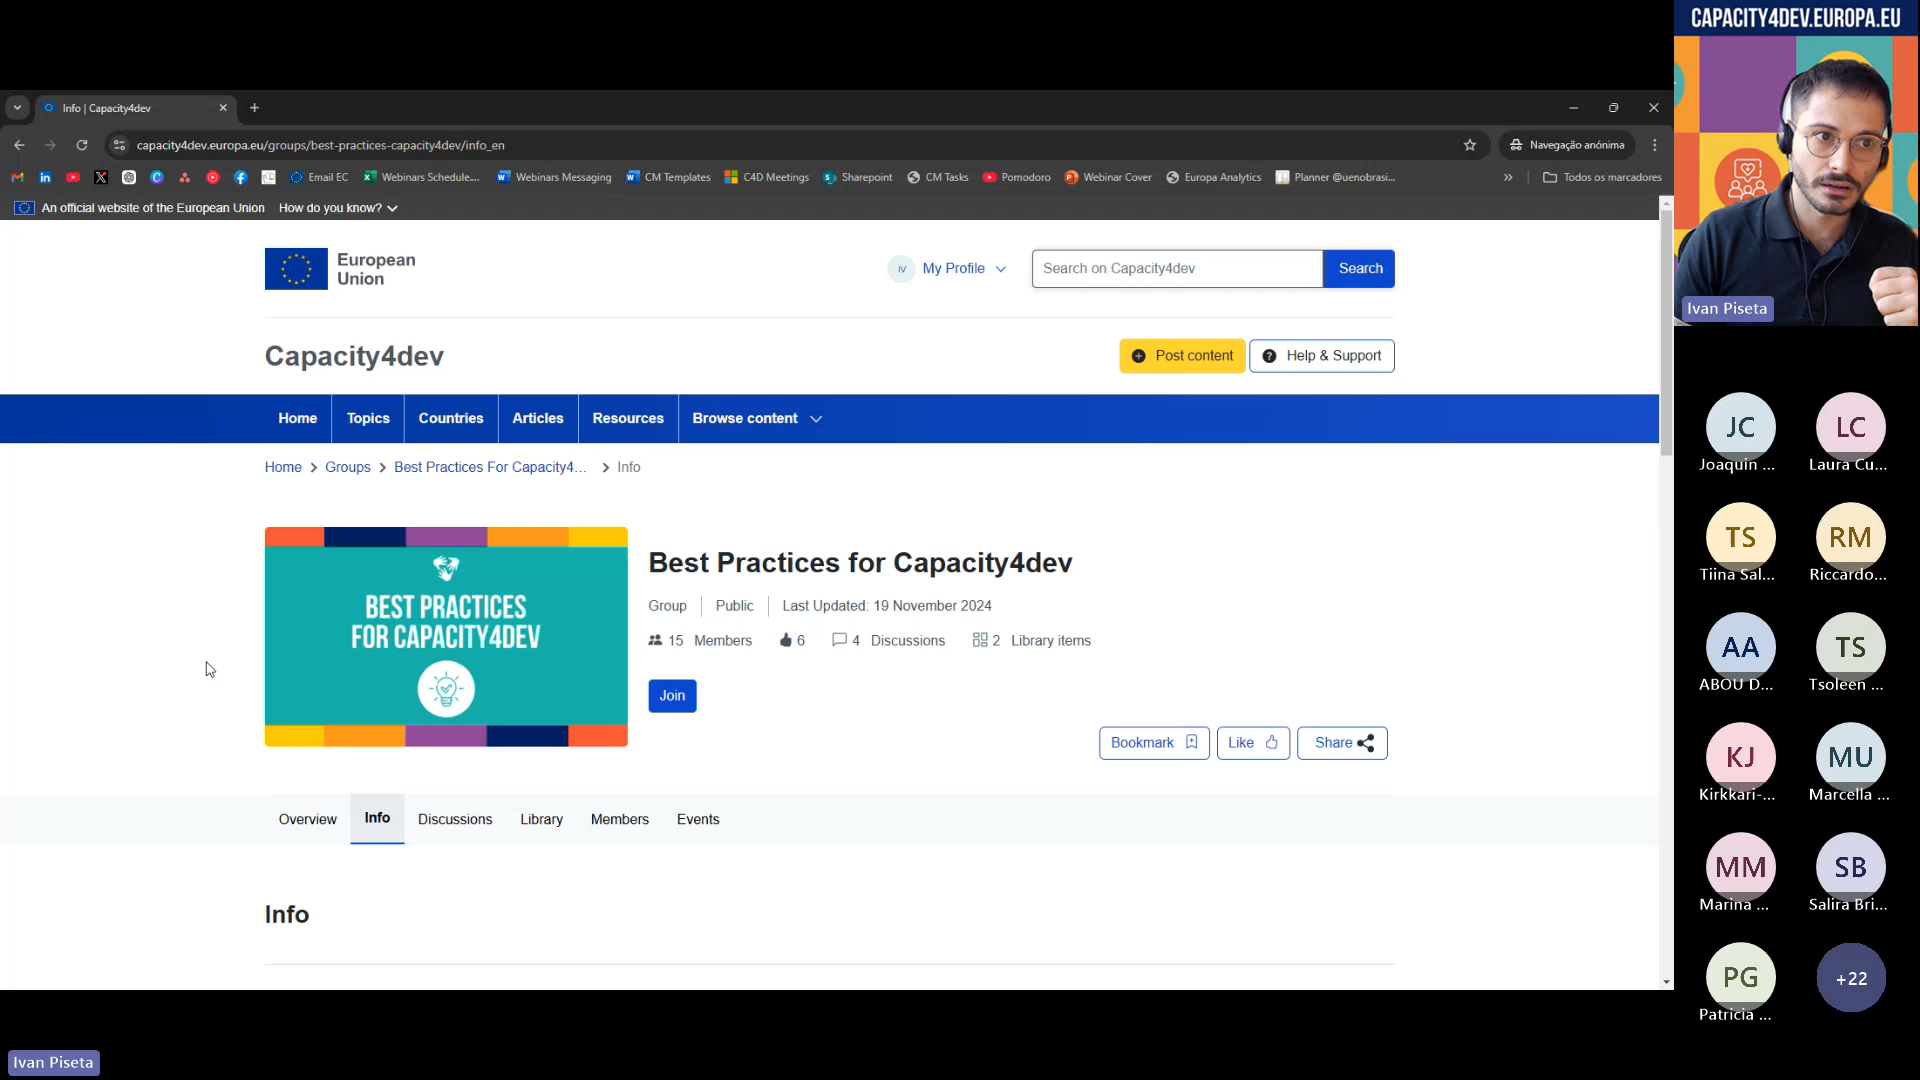 CAPACITY4DEV.EUROPA.EU
Info | Capacity4dev
capacity4dev.europa.eu/groups/best-practices-capacity4dev/info_en
Navegação anónima
Email EC
Webinars Schedule....
Webinars Messaging
CM Templates
C4D Meetings
Sharepoint
CM Tasks
Pomodoro
Webinar Cover
Europa Analytics
Planner @uenobrasi...
Todos os marcadores
An official website of the European Union How do you know?
European
Union
IV My Profile
Search on Capacity4dev
Search
Ivan Piseta
Capacity4dev
Post content
Help & Support
Home
Topics
Countries
Articles
Resources
Browse content
Home > Groups > Best Practices For Capacity4... > Info
BEST PRACTICES
FOR CAPACITY4DEV
Best Practices for Capacity4dev
Group
Public
Last Updated: 19 November 2024
15 Members
6
4 Discussions
2 Library items
Join
Bookmark
Like
Share
Overview
Info
Discussions
Library
Members
Events
Info
JC
Joaquin ...
LC
Laura Cu...
TS
Tiina Sal...
RM
Riccardo...
AA
ABOU D...
TS
Tsoleen ...
KJ
Kirkkari-...
MU
Marcella ...
MM
Marina ...
SB
Salira Bri...
PG
Patricia ...
+22
Ivan Piseta